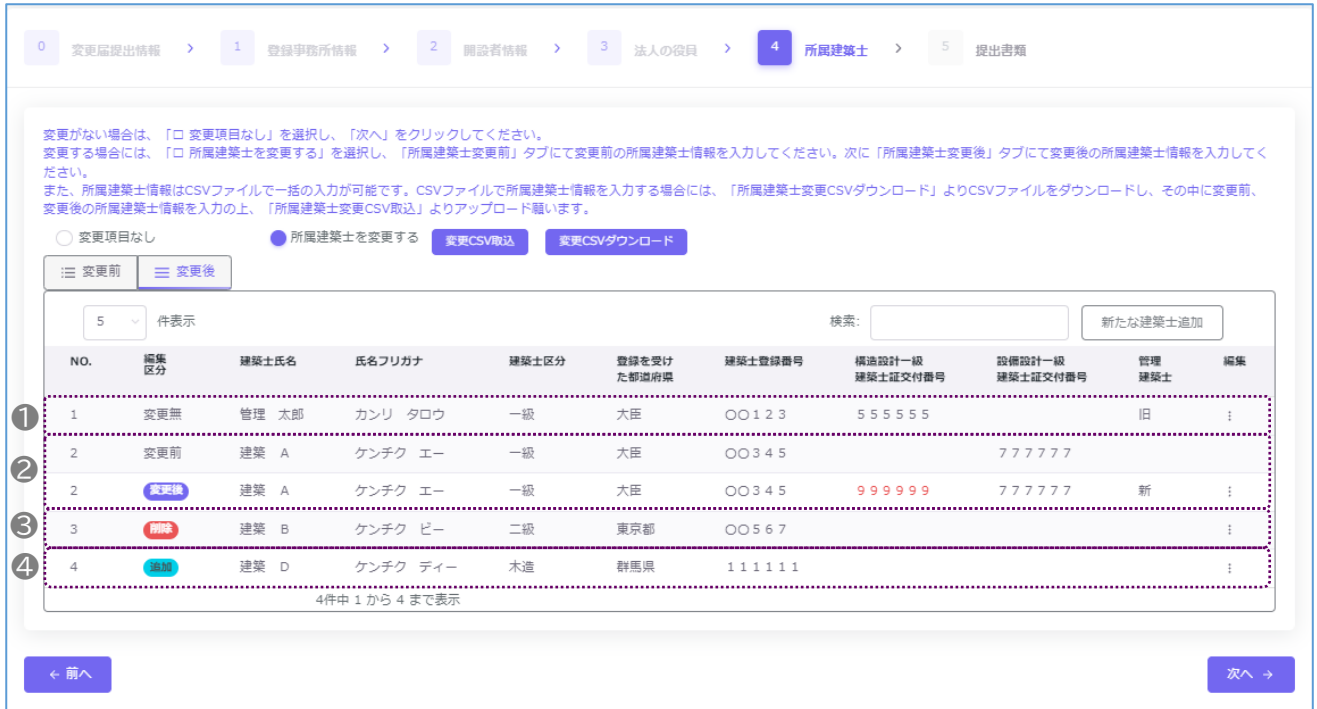 0 変更届提出情報 > 1 登録事務所情報 > 2 開設者情報 > 3 法人の役員 > 4 所属建築士 > 5 提出書類
変更がない場合は、「□ 変更項目なし」を選択し、「次へ」をクリックしてください。
変更する場合には、「□ 所属建築士を変更する」を選択し、「所属建築士変更前」タブにて変更前の所属建築士情報を入力してください。次に「所属建築士変更後」タブにて変更後の所属建築士情報を入力してく
ださい。
また、所属建築士情報はCSVファイルで一括の入力が可能です。CSVファイルで所属建築士情報を入力する場合には、「所属建築士変更CSVダウンロード」よりCSVファイルをダウンロードし、その中に変更前、
変更後の所属建築士情報を入力の上、「所属建築士変更CSV取込」よりアップロード願います。
変更項目なし 所属建築士を変更する 変更CSV取込 変更CSVダウンロード
変更前 変更後
5 件表示 検索: 新たな建築士追加
NO. 編集区分 建築士氏名 氏名フリガナ 建築士区分 登録を受けた都道府県 建築士登録番号 構造設計一級建築士証交付番号 設備設計一級建築士証交付番号 管理建築士 編集
❶ 1 変更無 管理 太郎 カンリ タロウ 一級 大臣 〇〇123 555555 旧 ⋮
❷ 2 変更前 建築 A ケンチク エー 一級 大臣 〇〇345 777777
2 変更後 建築 A ケンチク エー 一級 大臣 〇〇345 999999 777777 新 ⋮
❸ 3 削除 建築 B ケンチク ビー 二級 東京都 〇〇567 ⋮
❹ 4 追加 建築 D ケンチク ディー 木造 群馬県 111111 ⋮
4件中 1 から 4 まで表示
← 前へ 次へ →